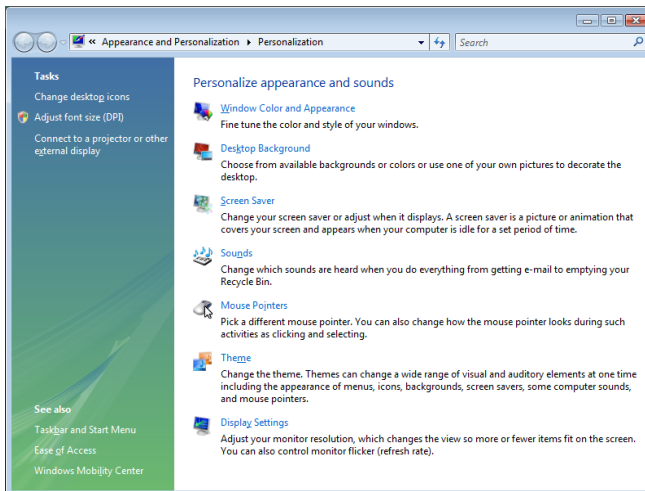 « Appearance and Personalization ▸ Personalization
Search
Tasks
Change desktop icons
Adjust font size (DPI)
Connect to a projector or other
external display
Personalize appearance and sounds
Window Color and Appearance
Fine tune the color and style of your windows.
Desktop Background
Choose from available backgrounds or colors or use one of your own pictures to decorate the
desktop.
Screen Saver
Change your screen saver or adjust when it displays. A screen saver is a picture or animation that
covers your screen and appears when your computer is idle for a set period of time.
Sounds
Change which sounds are heard when you do everything from getting e-mail to emptying your
Recycle Bin.
Mouse Pointers
Pick a different mouse pointer. You can also change how the mouse pointer looks during such
activities as clicking and selecting.
Theme
Change the theme. Themes can change a wide range of visual and auditory elements at one time
including the appearance of menus, icons, backgrounds, screen savers, some computer sounds,
and mouse pointers.
Display Settings
Adjust your monitor resolution, which changes the view so more or fewer items fit on the screen.
You can also control monitor flicker (refresh rate).
See also
Taskbar and Start Menu
Ease of Access
Windows Mobility Center